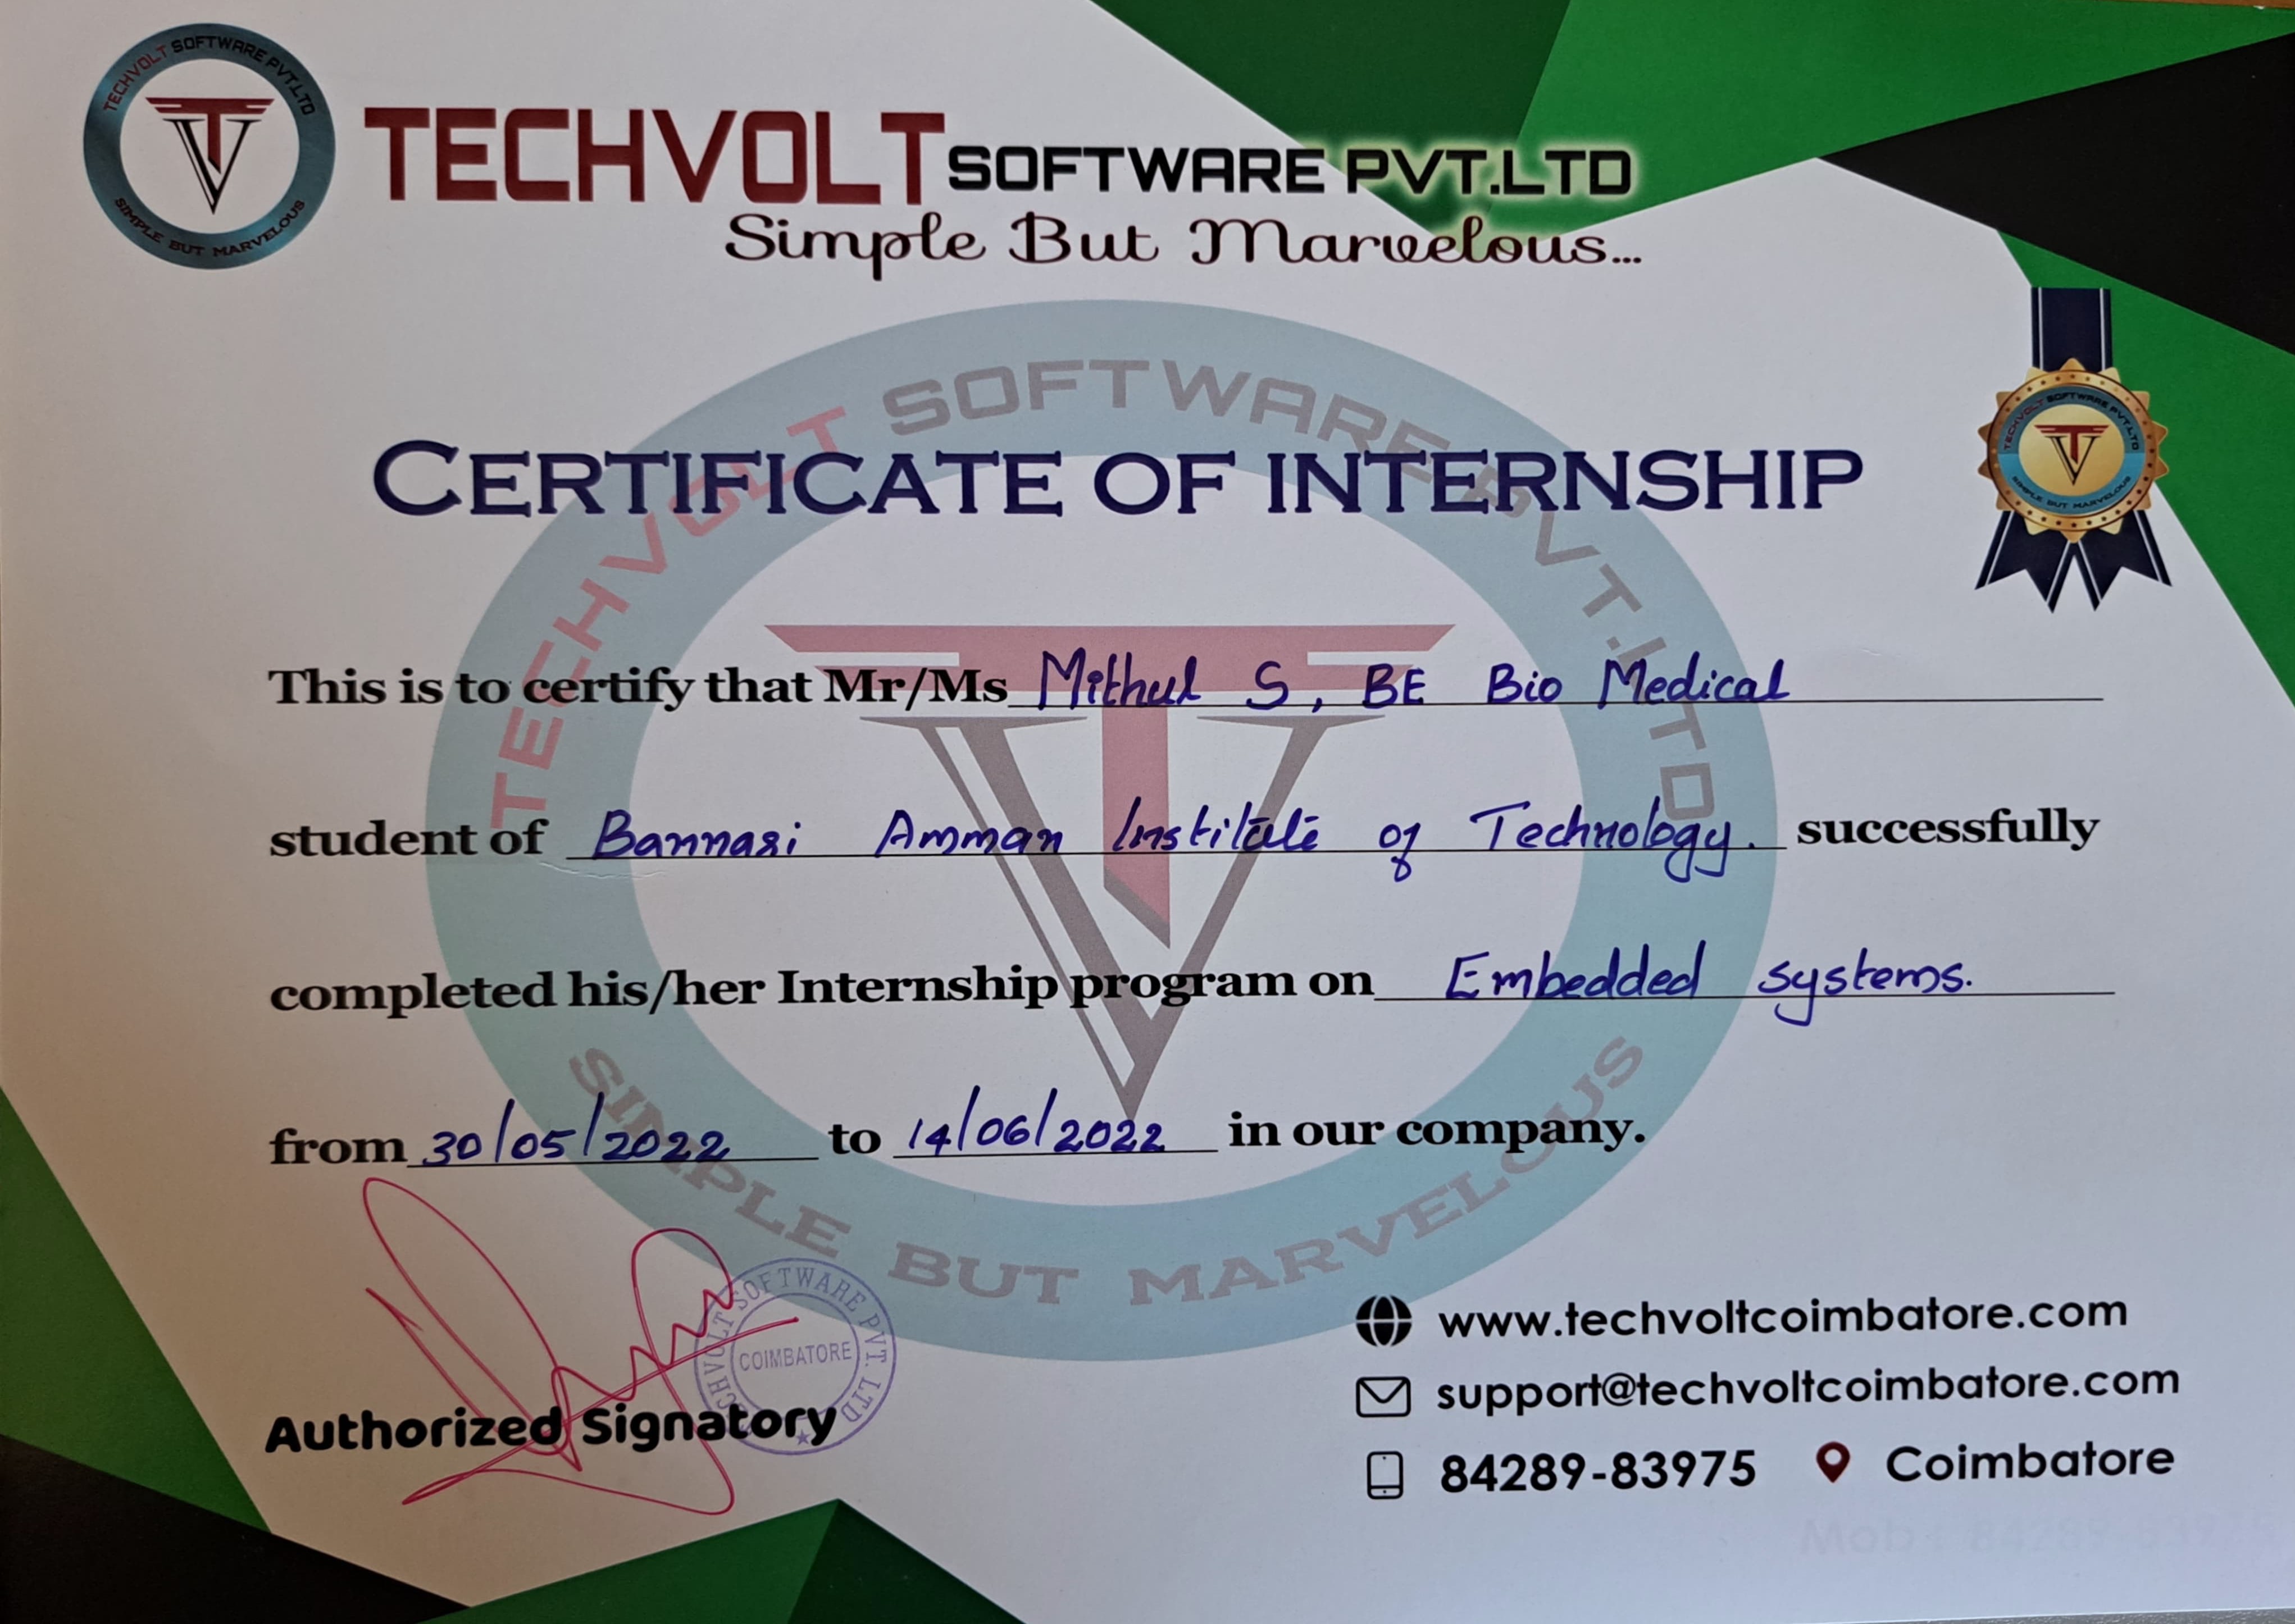 TECHVOLT SOFTWARE PVT.LTD
SIMPLE BUT MARVELOUS
TECHVOLT SOFTWARE PVT.LTD
Simple But Marvelous...
TECHVOLT SOFTWARE PVT.LTD
SIMPLE BUT MARVELOUS
CERTIFICATE OF INTERNSHIP
TECHVOLT SOFTWARE PVT.LTD
SIMPLE BUT MARVELOUS
This is to certify that Mr/Ms Mithul S, BE Bio Medical
student of Bannari Amman Institute of Technology. successfully
completed his/her Internship program on Embedded systems.
from 30/05/2022 to 14/06/2022 in our company.
TECHVOLT SOFTWARE PVT. LTD
COIMBATORE
Authorized Signatory
www.techvoltcoimbatore.com
support@techvoltcoimbatore.com
84289-83975 Coimbatore